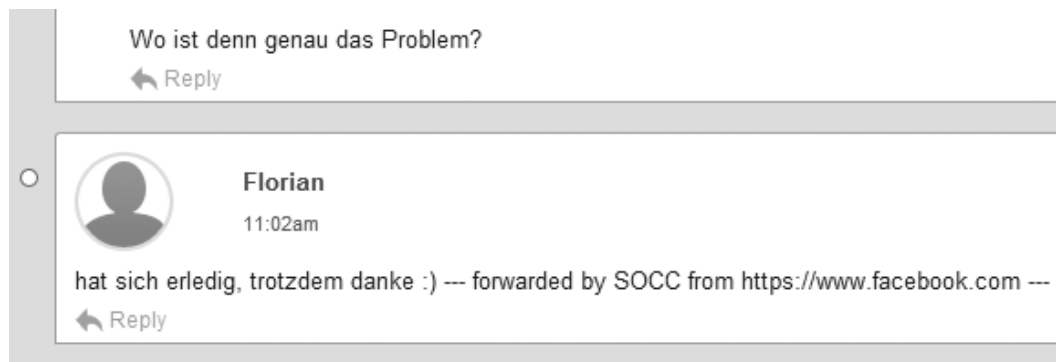 Wo ist denn genau das Problem?
Reply
Florian
11:02am
hat sich erledig, trotzdem danke :) --- forwarded by SOCC from https://www.facebook.com ---
Reply